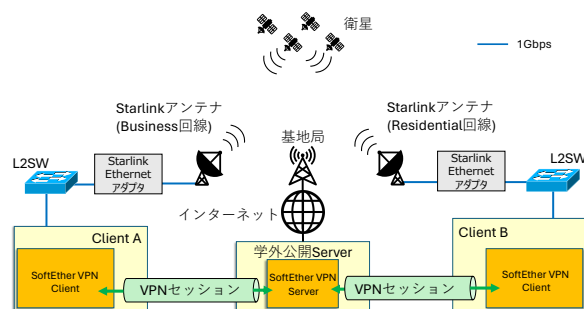 衛星
1Gbps
Starlinkアンテナ
(Business回線)
Starlinkアンテナ
(Residential回線)
基地局
L2SW
Starlink
Ethernet
アダプタ
Starlink
Ethernet
アダプタ
L2SW
インターネット
Client A
学外公開Server
Client B
SoftEther VPN
Client
VPNセッション
SoftEther VPN
Server
VPNセッション
SoftEther VPN
Client